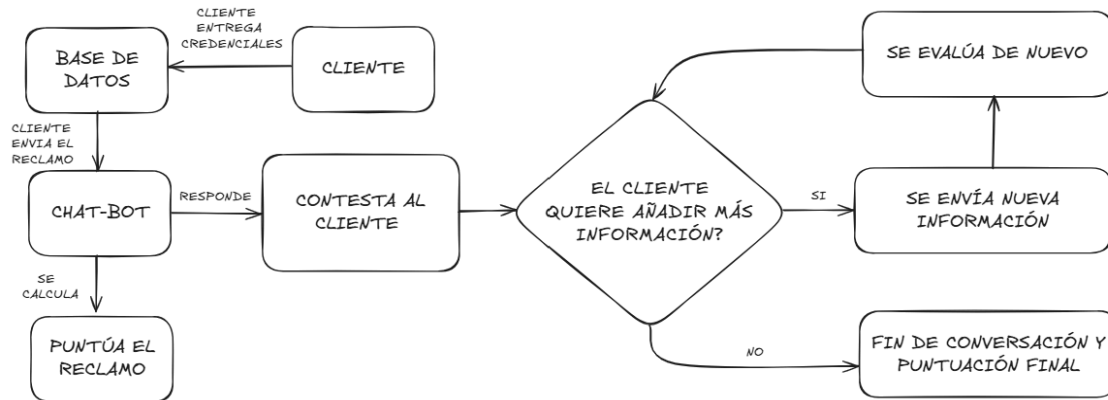 CLIENTE
ENTREGA
CREDENCIALES
BASE DE
DATOS
CLIENTE
SE EVALÚA DE NUEVO
CLIENTE
ENVIA EL
RECLAMO
CHAT-BOT
RESPONDE
CONTESTA AL
CLIENTE
EL CLIENTE
QUIERE AÑADIR MÁS
INFORMACIÓN?
SI
SE ENVÍA NUEVA
INFORMACIÓN
SE
CALCULA
PUNTÚA EL
RECLAMO
NO
FIN DE CONVERSACIÓN Y
PUNTUACIÓN FINAL